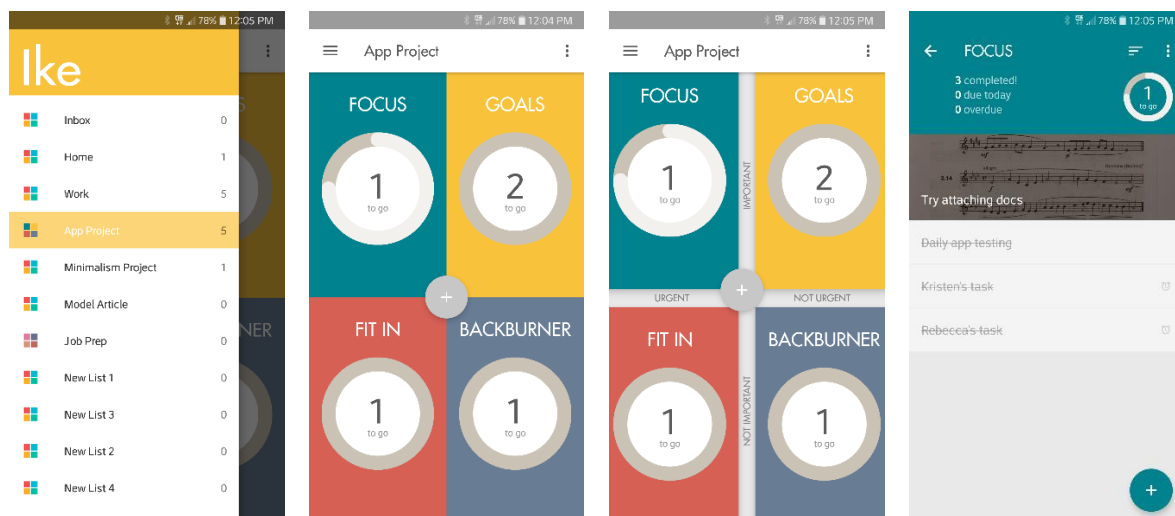 78% 12:05 PM
Ike
Inbox 0
Home 1
Work 5
App Project 5
Minimalism Project 1
Model Article 0
Job Prep 0
New List 1 0
New List 3 0
New List 2 0
New List 4 0
S
NER
78% 12:04 PM
App Project
FOCUS GOALS
1 2
to go to go
+
FIT IN BACKBURNER
1 1
to go to go
78% 12:05 PM
App Project
FOCUS GOALS
1 2
to go to go
IMPORTANT
URGENT + NOT URGENT
FIT IN BACKBURNER
1 1
to go to go
NOT IMPORTANT
78% 12:05 PM
FOCUS
3 completed!
0 due today
0 overdue
1
to go
mf
3.14
mf
Try attaching docs
Daily app testing
Kristen's task
Rebecca's task
+